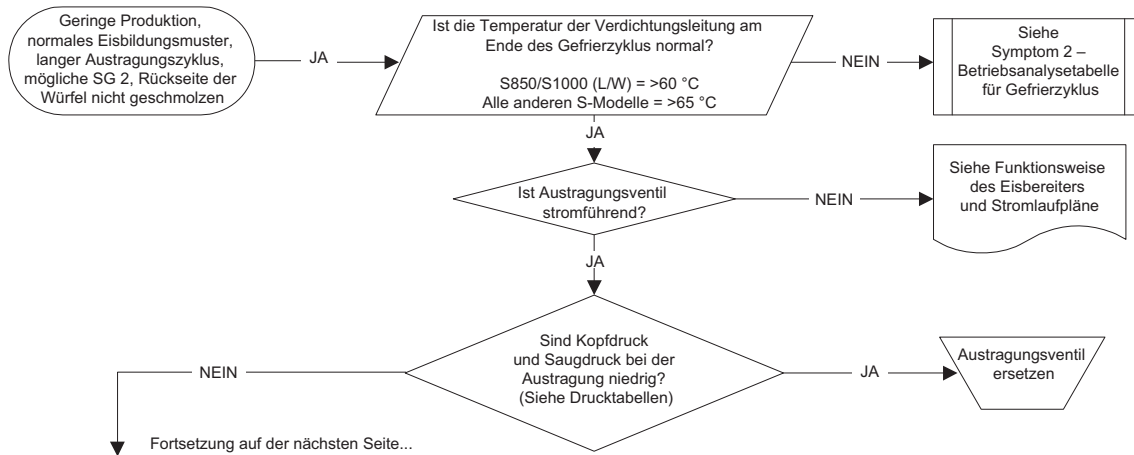 Geringe Produktion,
normales Eisbildungsmuster,
langer Austragungszyklus,
mögliche SG 2, Rückseite der
Würfel nicht geschmolzen
JA
Ist die Temperatur der Verdichtungsleitung am
Ende des Gefrierzyklus normal?
S850/S1000 (L/W) = >60 °C
Alle anderen S-Modelle = >65 °C
NEIN
Siehe
Symptom 2 –
Betriebsanalysetabelle
für Gefrierzyklus
JA
Ist Austragungsventil
stromführend?
NEIN
Siehe Funktionsweise
des Eisbereiters
und Stromlaufpläne
JA
Sind Kopfdruck
und Saugdruck bei der
Austragung niedrig?
(Siehe Drucktabellen)
NEIN
JA
Austragungsventil
ersetzen
Fortsetzung auf der nächsten Seite...